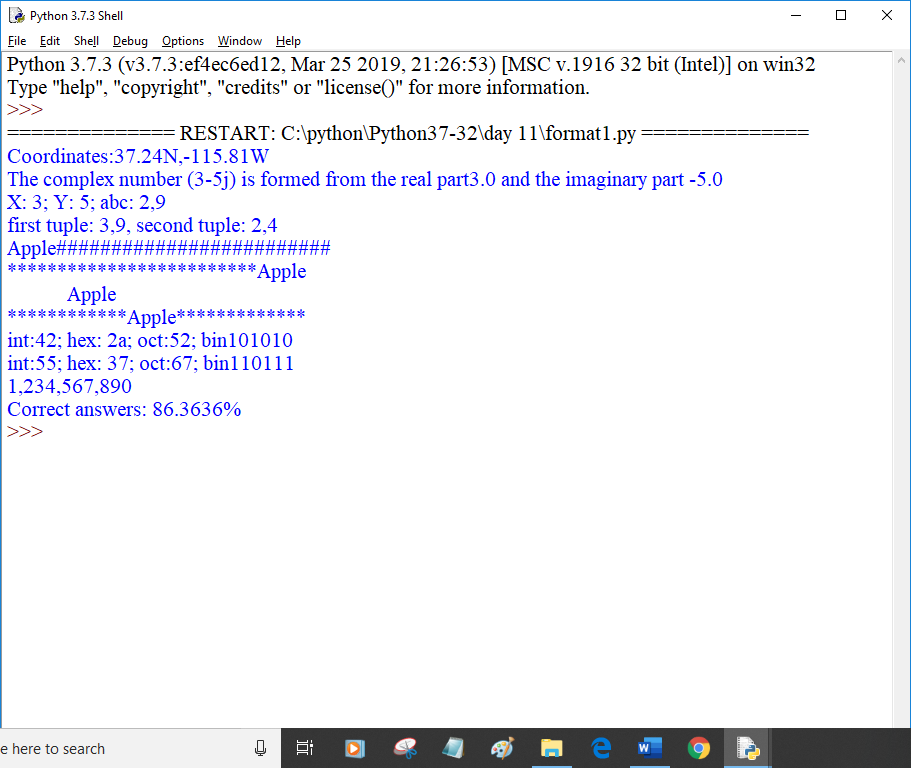 Python 3.7.3 Shell
File Edit Shell Debug Options Window Help
Python 3.7.3 (v3.7.3:ef4ec6ed12, Mar 25 2019, 21:26:53) [MSC v.1916 32 bit (Intel)] on win32
Type "help", "copyright", "credits" or "license()" for more information.
>>>
============== RESTART: C:\python\Python37-32\day 11\format1.py ==============
Coordinates:37.24N,-115.81W
The complex number (3-5j) is formed from the real part3.0 and the imaginary part -5.0
X: 3; Y: 5; abc: 2,9
first tuple: 3,9, second tuple: 2,4
Apple#########################
*************************Apple
            Apple
************Apple*************
int:42; hex: 2a; oct:52; bin101010
int:55; hex: 37; oct:67; bin110111
1,234,567,890
Correct answers: 86.3636%
>>>
e here to search